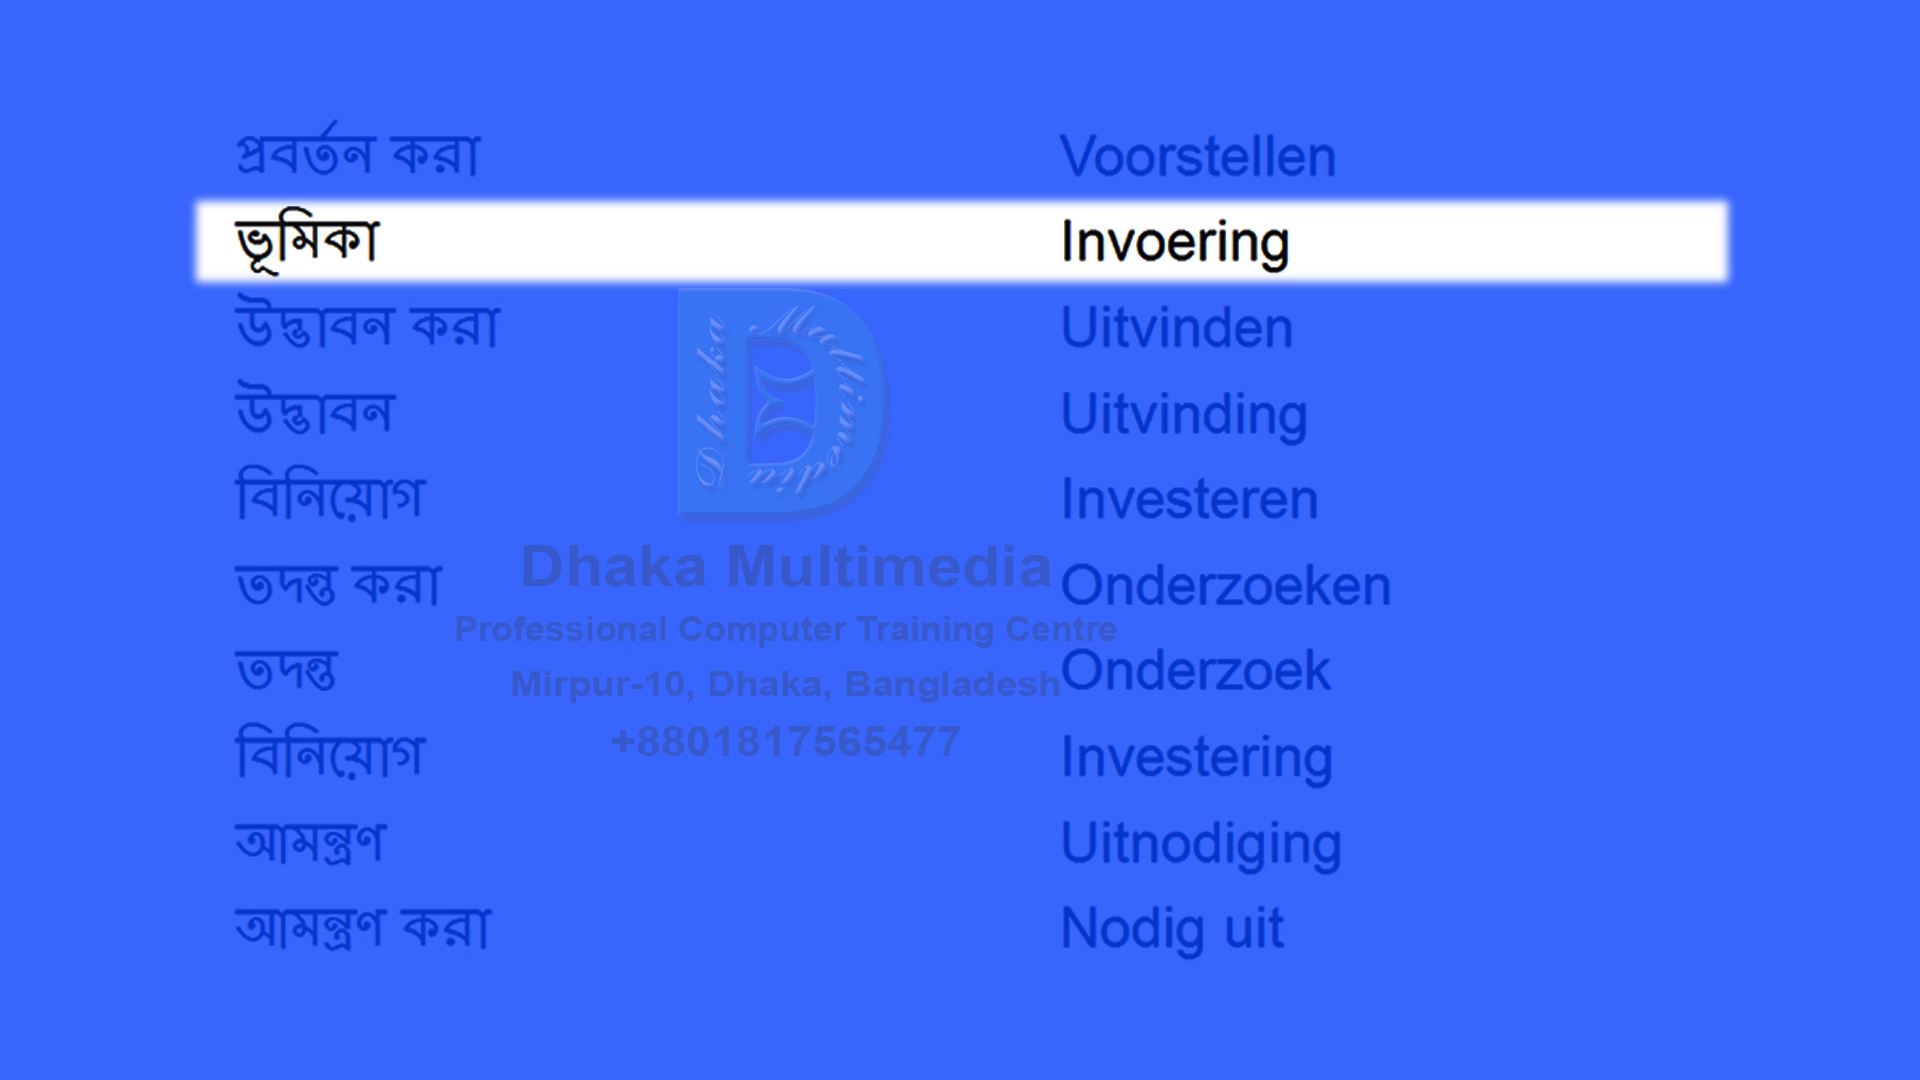 প্রবর্তন করা Voorstellen
ভূমিকা Invoering
উদ্ভাবন করা Uitvinden
উদ্ভাবন Uitvinding
বিনিয়োগ Investeren
তদন্ত করা Onderzoeken
তদন্ত Onderzoek
বিনিয়োগ Investering
আমন্ত্রণ Uitnodiging
আমন্ত্রণ করা Nodig uit
Dhaka Multimedia
Dhaka Multimedia
Professional Computer Training Centre
Mirpur-10, Dhaka, Bangladesh
+8801817565477